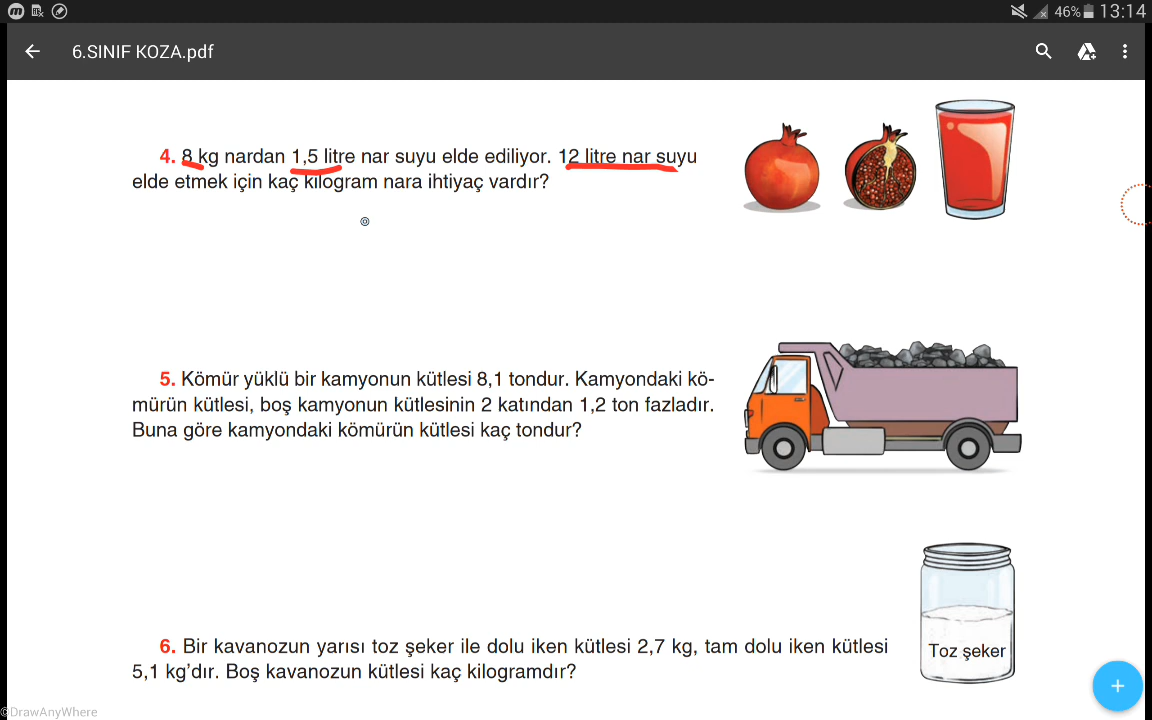 46% 13:14
6.SINIF KOZA.pdf
4. 8 kg nardan 1,5 litre nar suyu elde ediliyor. 12 litre nar suyu
elde etmek için kaç kilogram nara ihtiyaç vardır?
5. Kömür yüklü bir kamyonun kütlesi 8,1 tondur. Kamyondaki kö-
mürün kütlesi, boş kamyonun kütlesinin 2 katından 1,2 ton fazladır.
Buna göre kamyondaki kömürün kütlesi kaç tondur?
6. Bir kavanozun yarısı toz şeker ile dolu iken kütlesi 2,7 kg, tam dolu iken kütlesi
5,1 kg'dır. Boş kavanozun kütlesi kaç kilogramdır?
Toz şeker
©DrawAnyWhere